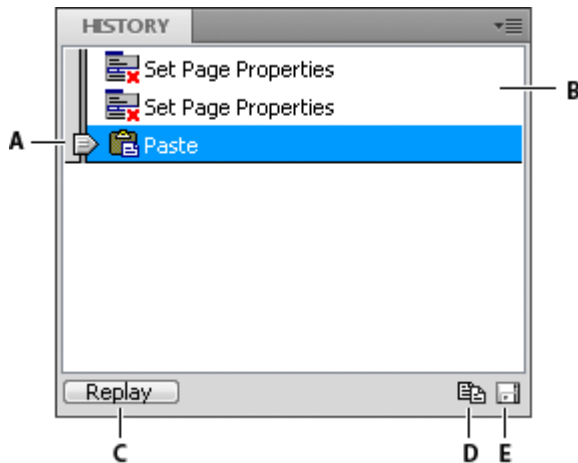 HISTORY
Set Page Properties
B
Set Page Properties
A
Paste
Replay
C
D
E